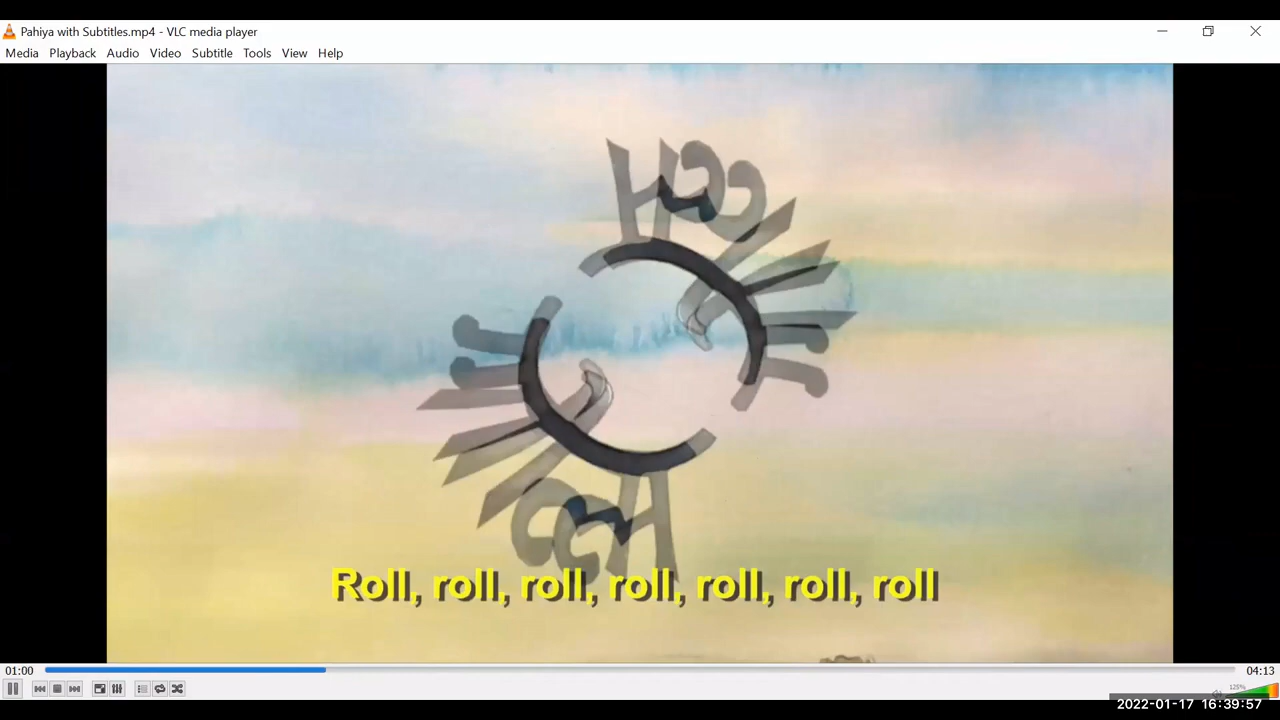 Pahiya with Subtitles.mp4 - VLC media player
Media Playback Audio Video Subtitle Tools View Help
Roll, roll, roll, roll, roll, roll, roll
01:00
04:13
125%
2022-01-17 16:39:57